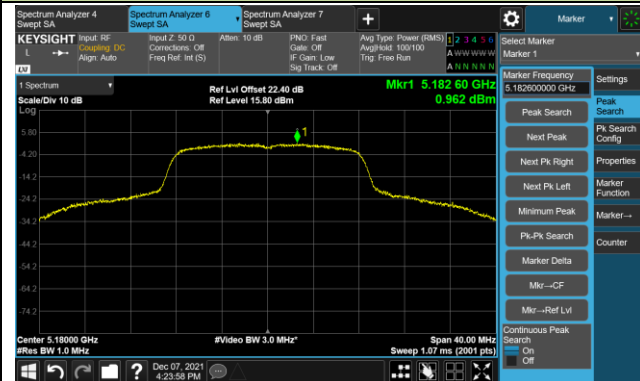 Spectrum Analyzer 4
Swept SA
Spectrum Analyzer 6
Swept SA
Spectrum Analyzer 7
Swept SA
+
Marker
KEYSIGHT
L
LXI
Input: RF
Coupling: DC
Align: Auto
Input Z: 50 Ω
Corrections: Off
Freq Ref: Int (S)
Atten: 10 dB
PNO: Fast
Gate: Off
IF Gain: Low
Sig Track: Off
Avg Type: Power (RMS)
Avg|Hold: 100/100
Trig: Free Run
1 2 3 4 5 6
A W W W W W
A N N N N N
Select Marker
Marker 1
1 Spectrum
Scale/Div 10 dB
Log
Ref Lvl Offset 22.40 dB
Ref Level 15.80 dBm
Mkr1 5.182 60 GHz
0.962 dBm
1
5.80
-4.20
-14.2
-24.2
-34.2
-44.2
-54.2
-64.2
-74.2
Center 5.18000 GHz
#Res BW 1.0 MHz
#Video BW 3.0 MHz*
Span 40.00 MHz
Sweep 1.07 ms (2001 pts)
Marker Frequency
5.182600000 GHz
Peak Search
Next Peak
Next Pk Right
Next Pk Left
Minimum Peak
Pk-Pk Search
Marker Delta
Mkr→CF
Mkr→Ref Lvl
Continuous Peak
Search
On
Off
Settings
Peak
Search
Pk Search
Config
Properties
Marker
Function
Marker→
Counter
?
Dec 07, 2021
4:23:58 PM